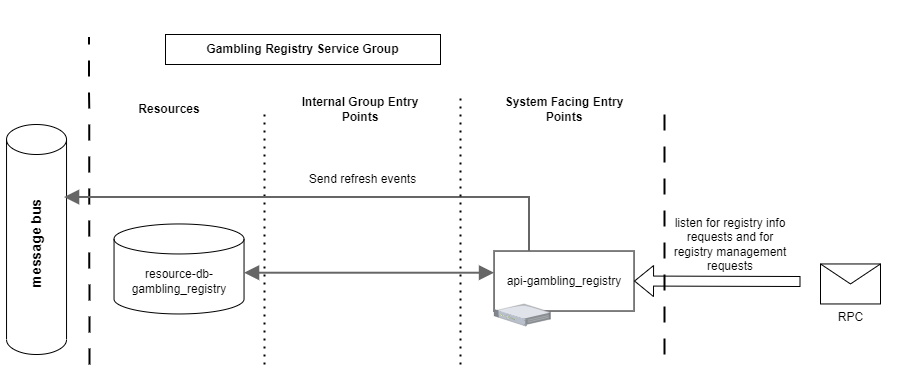 Gambling Registry Service Group
Resources
Internal Group Entry
Points
System Facing Entry
Points
Send refresh events
message bus
resource-db-
gambling_registry
api-gambling_registry
listen for registry info
requests and for
registry management
requests
RPC